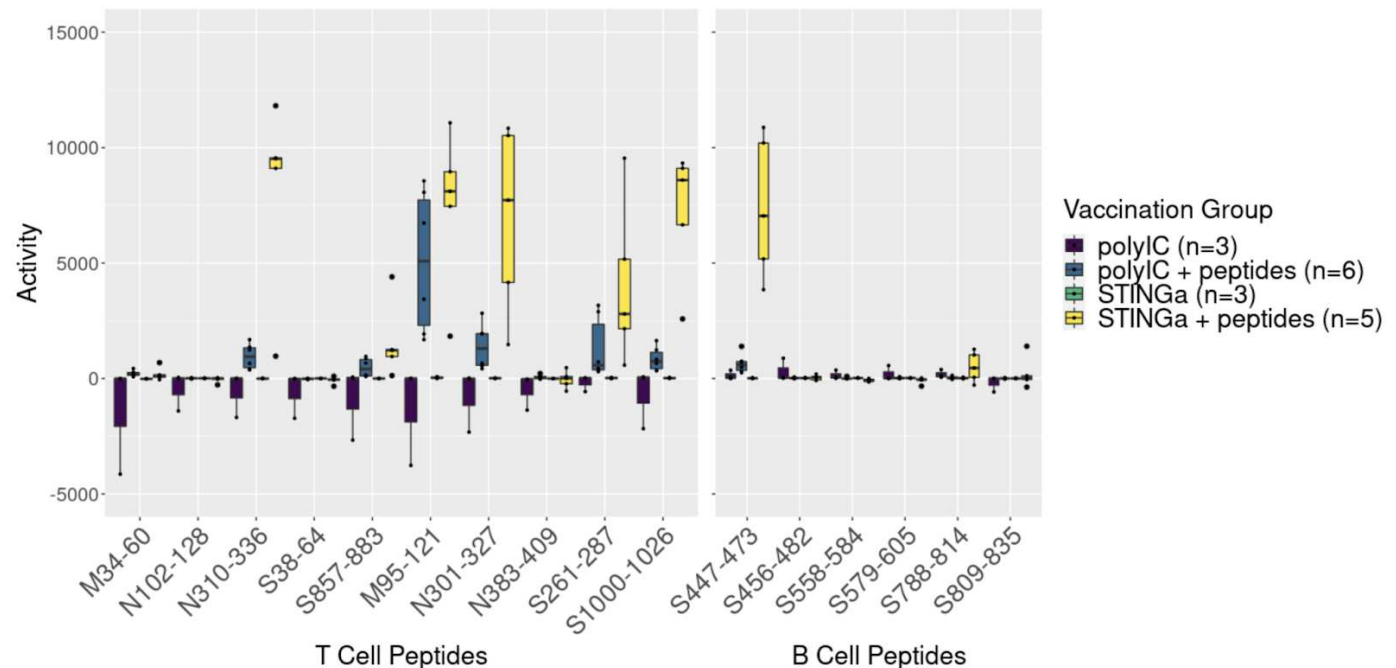 15000
10000
5000
0
-5000
Activity
M34-60
N102-128
N310-336
S38-64
S857-883
M95-121
N301-327
N383-409
S261-287
S1000-1026
S447-473
S456-482
S558-584
S579-605
S788-814
S809-835
T Cell Peptides
B Cell Peptides
Vaccination Group
polyIC (n=3)
polyIC + peptides (n=6)
STINGa (n=3)
STINGa + peptides (n=5)